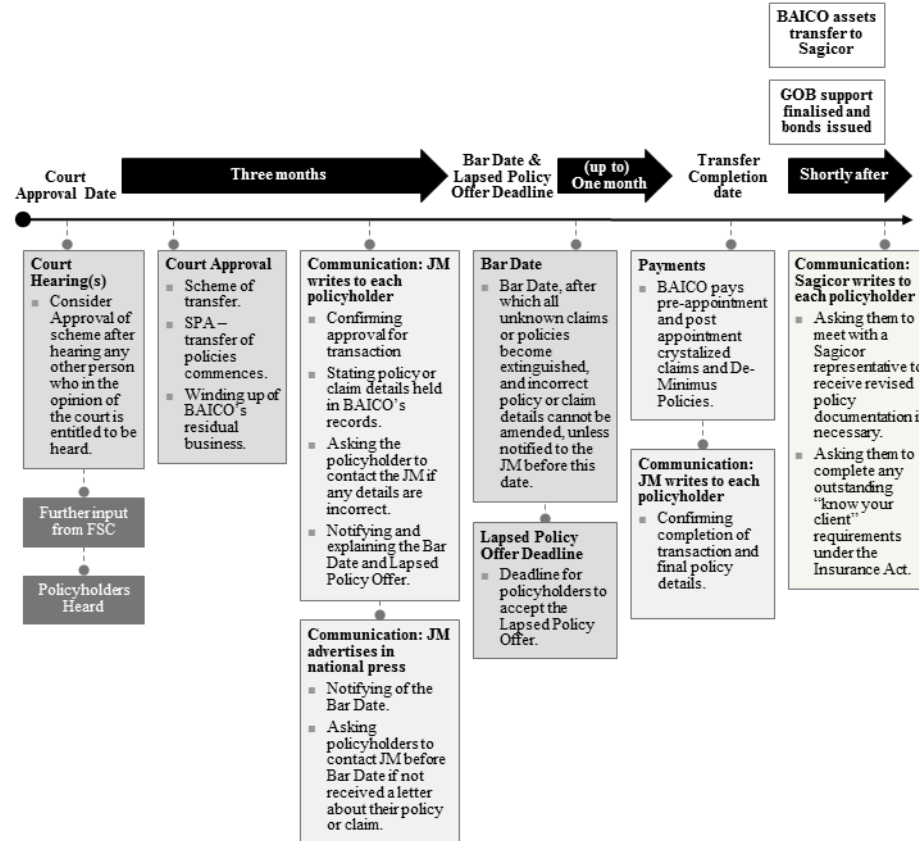 BAICO assets
transfer to
Sagicor
GOB support
finalised and
bonds issued
Court
Approval Date
Three months
Bar Date &
Lapsed Policy
Offer Deadline
(up to)
One month
Transfer
Completion
date
Shortly after
Court
Hearing(s)
Consider
Approval of
scheme after
hearing any
other person
who in the
opinion of
the court is
entitled to be
heard.
Further input
from FSC
Policyholders
Heard
Court Approval
Scheme of
transfer.
SPA –
transfer of
policies
commences.
Winding up of
BAICO's
residual
business.
Communication: JM
writes to each
policyholder
Confirming
approval for
transaction
Stating policy or
claim details held
in BAICO's
records.
Asking the
policyholder to
contact the JM if
any details are
incorrect.
Notifying and
explaining the Bar
Date and Lapsed
Policy Offer.
Communication: JM
advertises in
national press
Notifying of the
Bar Date.
Asking
policyholders to
contact JM before
Bar Date if not
received a letter
about their policy
or claim.
Bar Date
Bar Date, after
which all
unknown claims
or policies
become
extinguished,
and incorrect
policy or claim
details cannot be
amended, unless
notified to the
JM before this
date.
Lapsed Policy
Offer Deadline
Deadline for
policyholders to
accept the
Lapsed Policy
Offer.
Payments
BAICO pays
pre-appointment
and post
appointment
crystalized
claims and De-
Minimus
Policies.
Communication:
JM writes to each
policyholder
Confirming
completion of
transaction and
final policy
details.
Communication:
Sagicor writes to
each policyholder
Asking them to
meet with a
Sagicor
representative to
receive revised
policy
documentation i
necessary.
Asking them to
complete any
outstanding
"know your
client"
requirements
under the
Insurance Act.